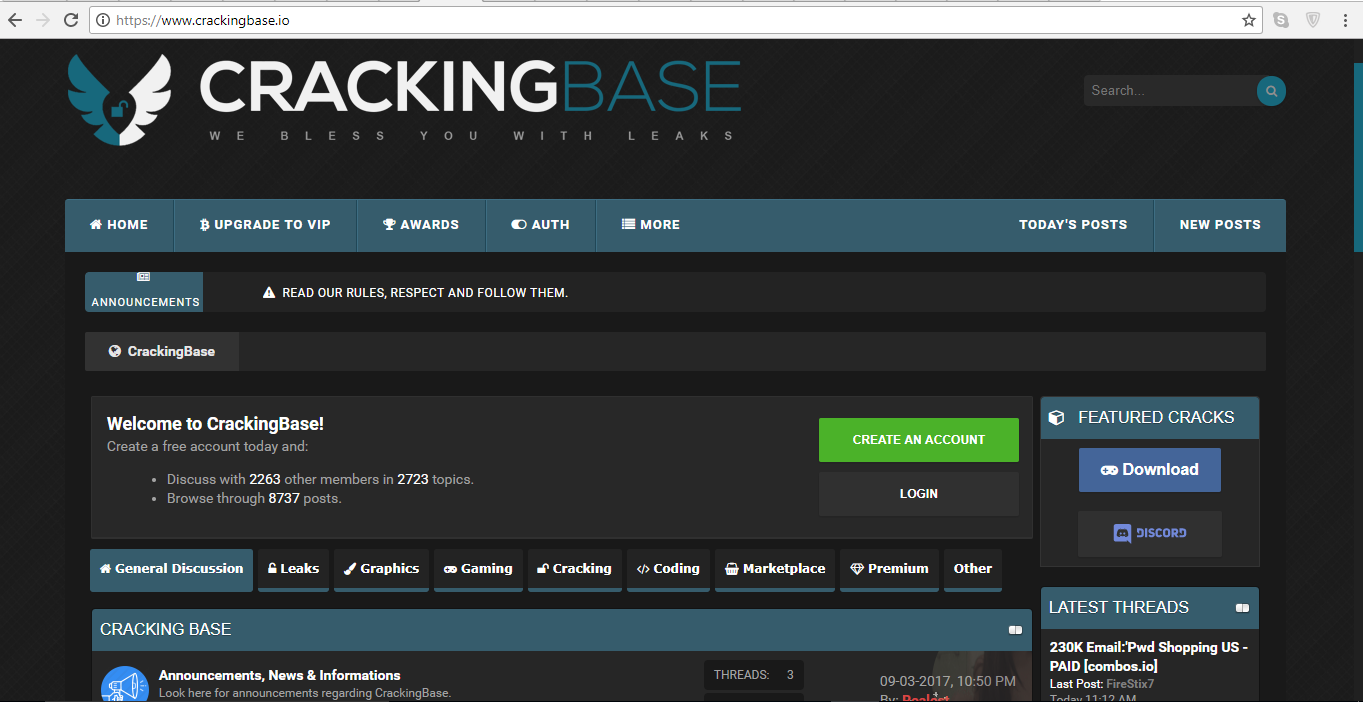 https://www.crackingbase.io
CRACKINGBASE
WE BLESS YOU WITH LEAKS
Search...
HOME
UPGRADE TO VIP
AWARDS
AUTH
MORE
TODAY'S POSTS
NEW POSTS
ANNOUNCEMENTS
READ OUR RULES, RESPECT AND FOLLOW THEM.
CrackingBase
Welcome to CrackingBase!
Create a free account today and:
Discuss with 2263 other members in 2723 topics.
Browse through 8737 posts.
CREATE AN ACCOUNT
LOGIN
FEATURED CRACKS
Download
DISCORD
General Discussion
Leaks
Graphics
Gaming
Cracking
Coding
Marketplace
Premium
Other
CRACKING BASE
Announcements, News & Informations
Look here for announcements regarding CrackingBase.
THREADS: 3
09-03-2017, 10:50 PM
By:
LATEST THREADS
230K Email:'Pwd Shopping US -
PAID [combos.io]
Last Post: FireStix7
Today 11:12 AM